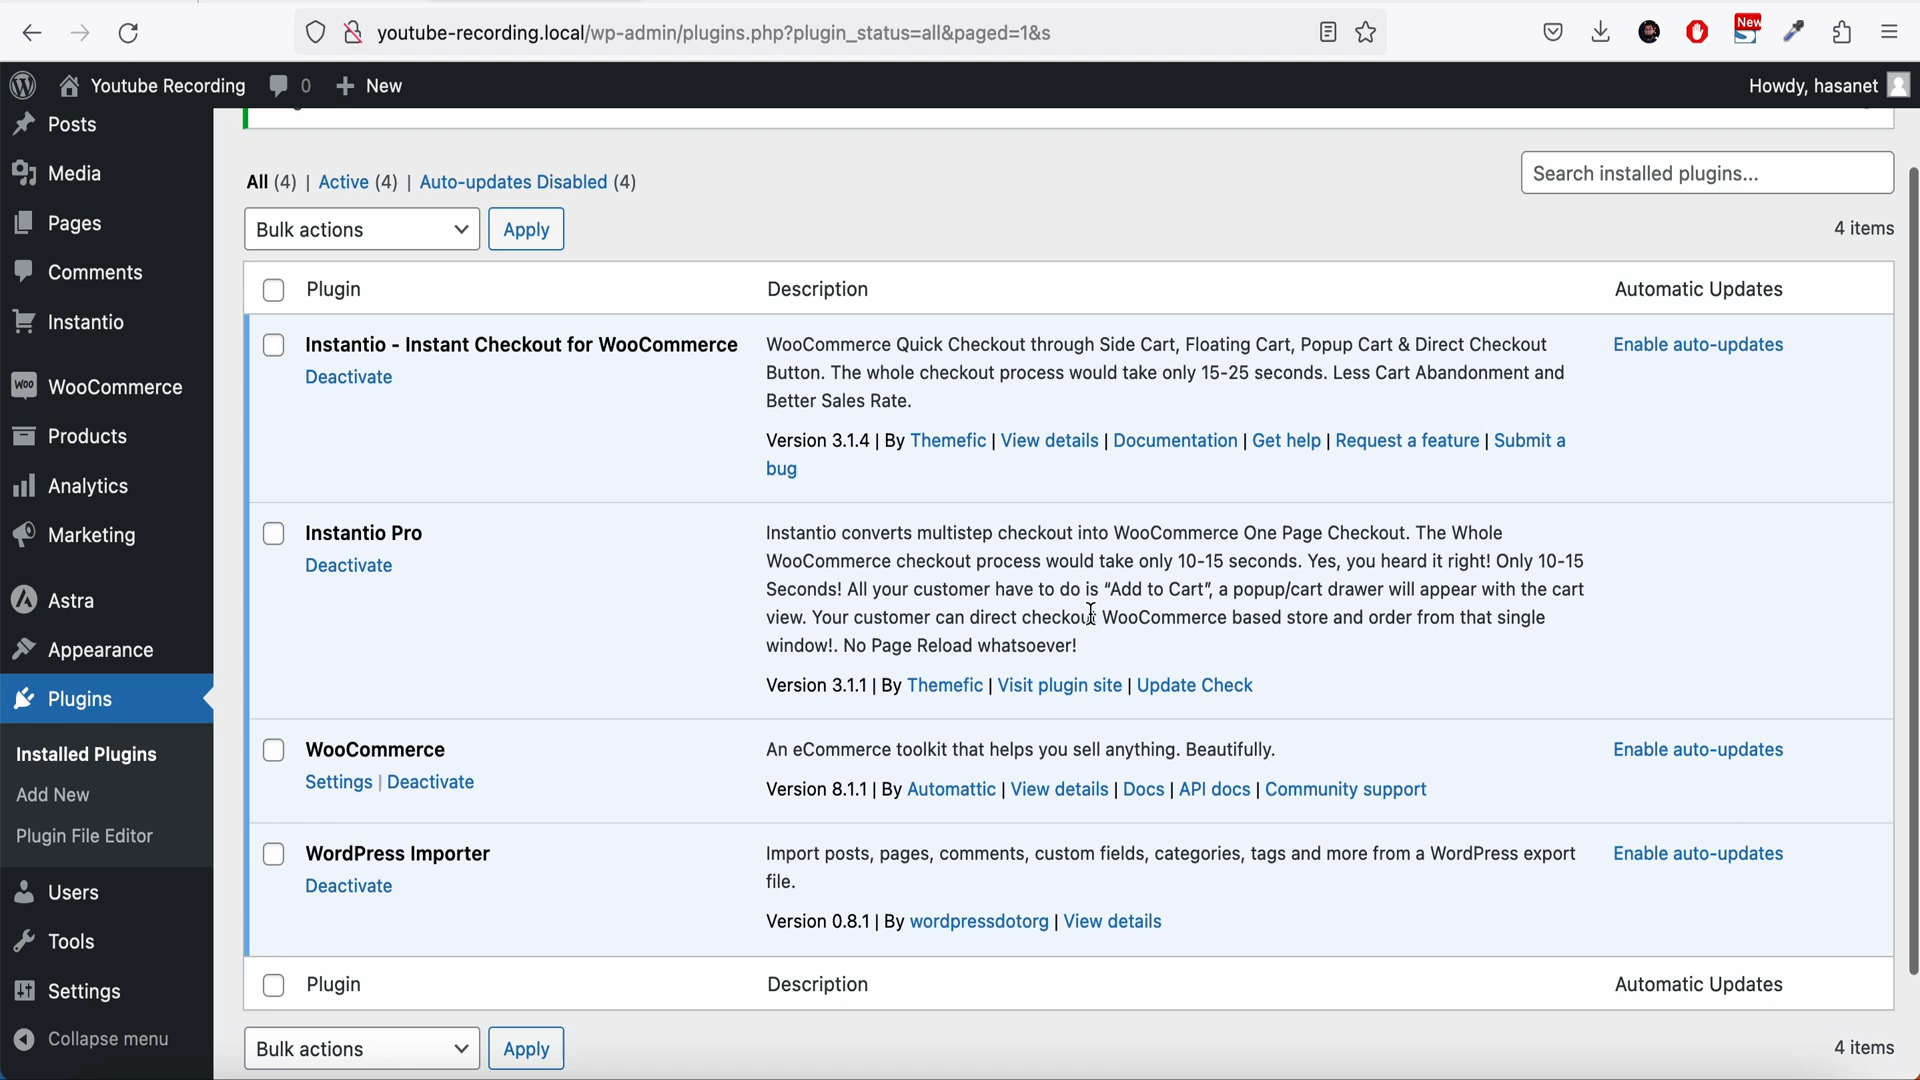 youtube-recording.local/wp-admin/plugins.php?plugin_status=all&paged=1&s
New
Youtube Recording
0
+ New
Howdy, hasanet
Posts
Media
Pages
Comments
Instantio
Woo
WooCommerce
Products
Analytics
Marketing
Astra
Appearance
Plugins
Installed Plugins
Add New
Plugin File Editor
Users
Tools
Settings
Collapse menu
All (4) | Active (4) | Auto-updates Disabled (4)
Search installed plugins...
Bulk actions
Apply
4 items
Plugin
Description
Automatic Updates
Instantio - Instant Checkout for WooCommerce
Deactivate
WooCommerce Quick Checkout through Side Cart, Floating Cart, Popup Cart & Direct Checkout
Button. The whole checkout process would take only 15-25 seconds. Less Cart Abandonment and
Better Sales Rate.
Version 3.1.4 | By Themefic | View details | Documentation | Get help | Request a feature | Submit a
bug
Enable auto-updates
Instantio Pro
Deactivate
Instantio converts multistep checkout into WooCommerce One Page Checkout. The Whole
WooCommerce checkout process would take only 10-15 seconds. Yes, you heard it right! Only 10-15
Seconds! All your customer have to do is “Add to Cart”, a popup/cart drawer will appear with the cart
view. Your customer can direct checkout WooCommerce based store and order from that single
window!. No Page Reload whatsoever!
Version 3.1.1 | By Themefic | Visit plugin site | Update Check
WooCommerce
Settings | Deactivate
An eCommerce toolkit that helps you sell anything. Beautifully.
Version 8.1.1 | By Automattic | View details | Docs | API docs | Community support
Enable auto-updates
WordPress Importer
Deactivate
Import posts, pages, comments, custom fields, categories, tags and more from a WordPress export
file.
Version 0.8.1 | By wordpressdotorg | View details
Enable auto-updates
Plugin
Description
Automatic Updates
Bulk actions
Apply
4 items